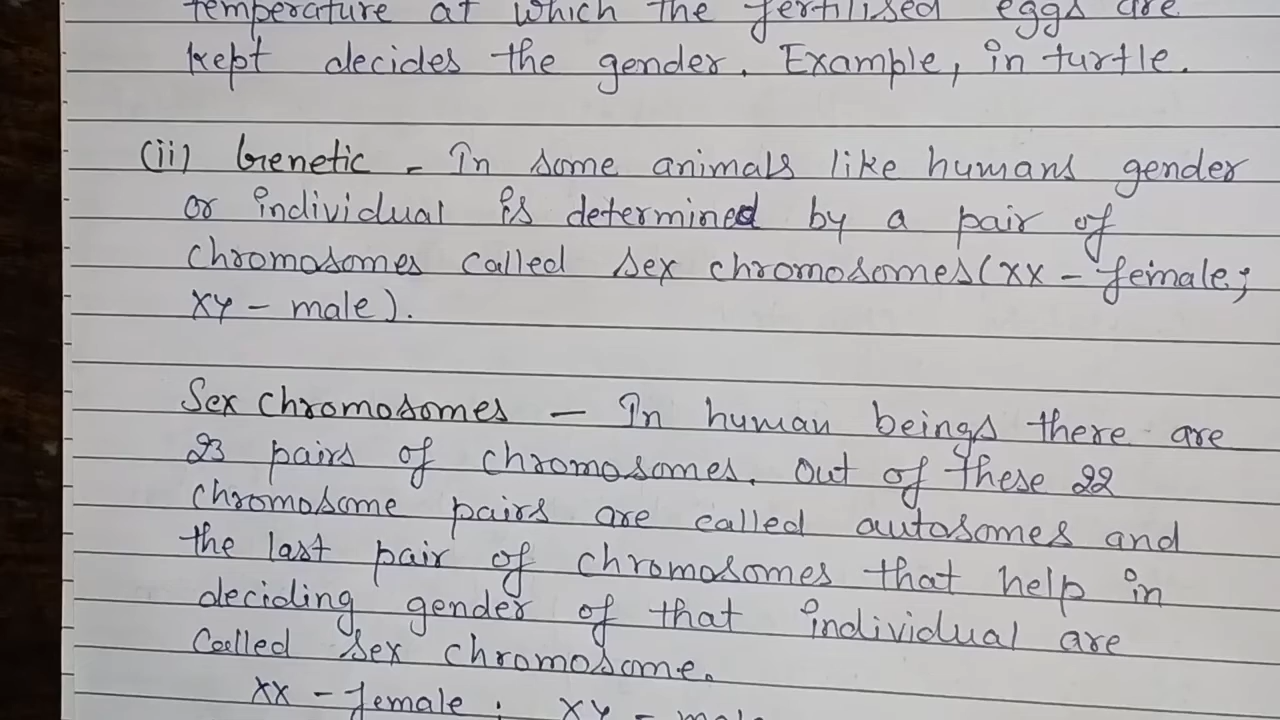 temperature at which the fertilised eggs are
kept decides the gender. Example, in turtle.
(ii) Genetic - In some animals like humans gender
or individual is determined by a pair of
chromosomes called sex chromosomes(XX - female;
XY - male).
Sex chromosomes - In human beings there are
23 pairs of chromosomes. Out of these 22
chromosome pairs are called autosomes and
the last pair of chromosomes that help in
deciding gender of that individual are
called sex chromosome.
XX - female; XY - male